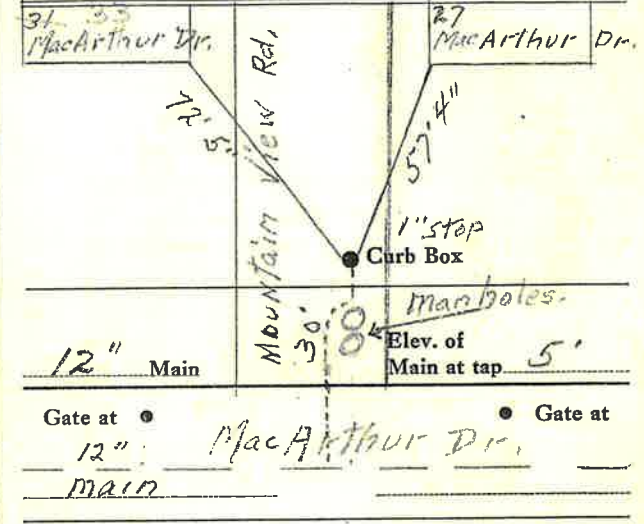 31 33
MacArthur Dr.
27
MacArthur Dr.
72' 5"
Mountain View Rd.
57' 4"
1" stop
Curb Box
manholes.
30'
Elev. of
Main at tap 5'
12" Main
Gate at
Gate at
12"
MacArthur Dr.
main